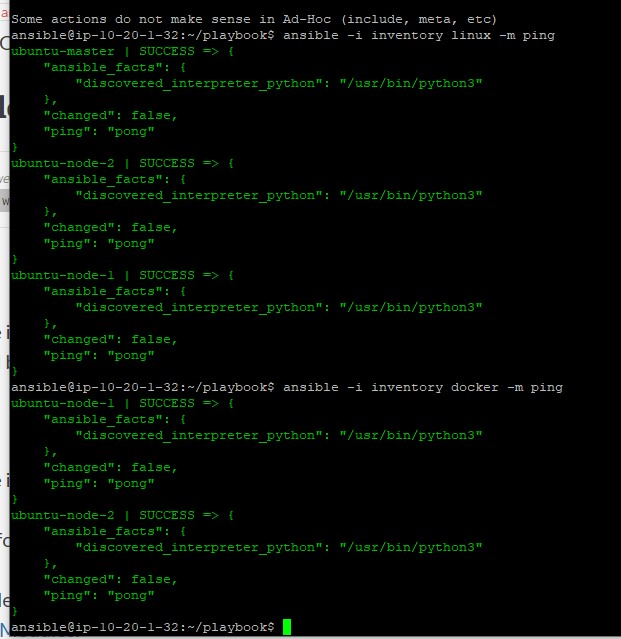 Some actions do not make sense in Ad-Hoc (include, meta, etc)
ansible@ip-10-20-1-32:~/playbook$ ansible -i inventory linux -m ping
ubuntu-master | SUCCESS => {
    "ansible_facts": {
        "discovered_interpreter_python": "/usr/bin/python3"
    },
    "changed": false,
    "ping": "pong"
}
ubuntu-node-2 | SUCCESS => {
    "ansible_facts": {
        "discovered_interpreter_python": "/usr/bin/python3"
    },
    "changed": false,
    "ping": "pong"
}
ubuntu-node-1 | SUCCESS => {
    "ansible_facts": {
        "discovered_interpreter_python": "/usr/bin/python3"
    },
    "changed": false,
    "ping": "pong"
}
ansible@ip-10-20-1-32:~/playbook$ ansible -i inventory docker -m ping
ubuntu-node-1 | SUCCESS => {
    "ansible_facts": {
        "discovered_interpreter_python": "/usr/bin/python3"
    },
    "changed": false,
    "ping": "pong"
}
ubuntu-node-2 | SUCCESS => {
    "ansible_facts": {
        "discovered_interpreter_python": "/usr/bin/python3"
    },
    "changed": false,
    "ping": "pong"
}
ansible@ip-10-20-1-32:~/playbook$